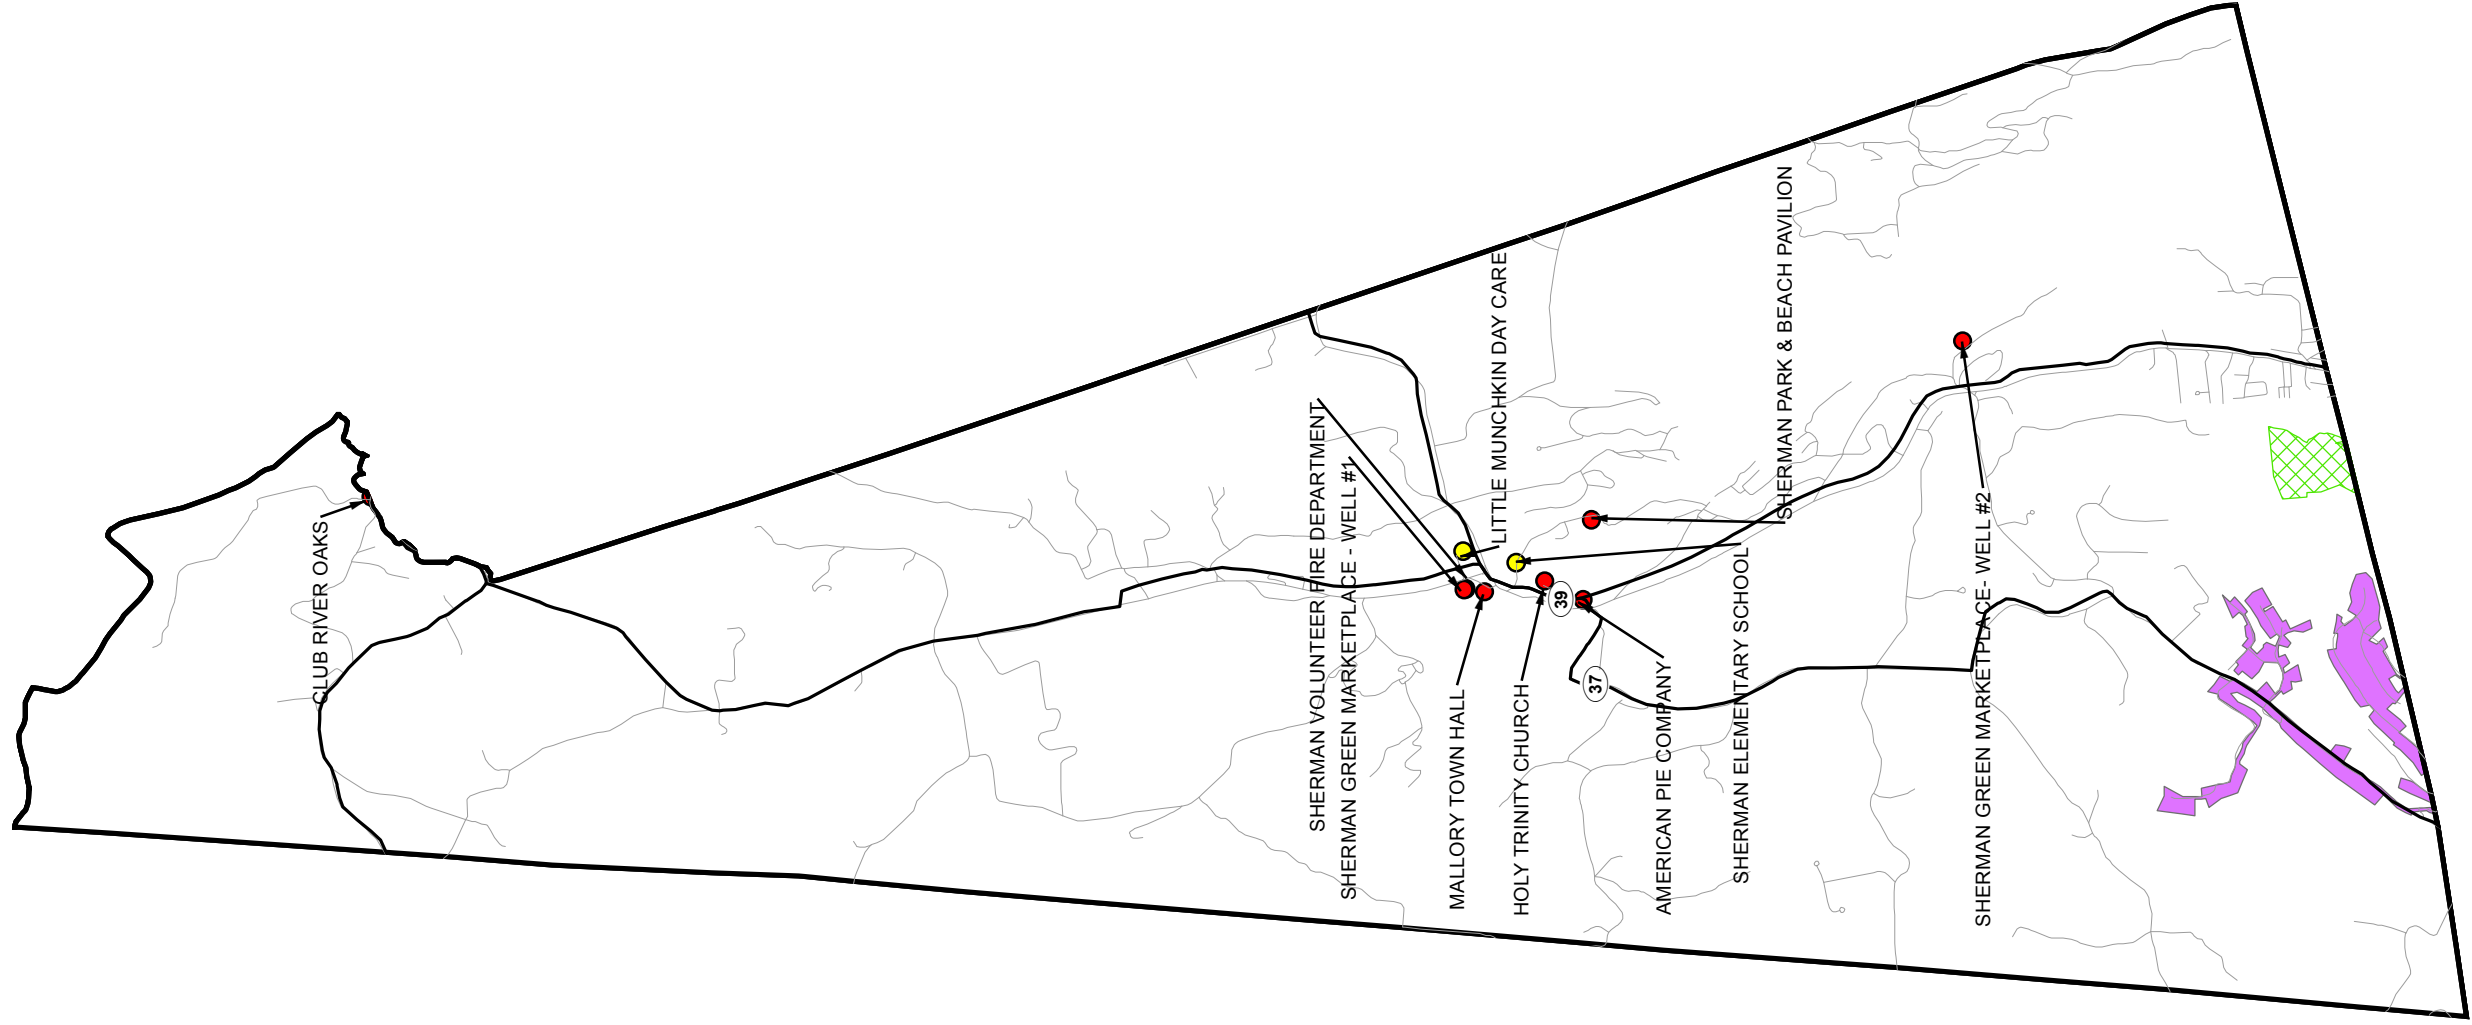 CLUB RIVER OAKS
SHERMAN VOLUNTEER FIRE DEPARTMENT
SHERMAN GREEN MARKETPLACE - WELL #1
MALLORY TOWN HALL
LITTLE MUNCHKIN DAY CARE
HOLY TRINITY CHURCH
39
37
AMERICAN PIE COMPANY
SHERMAN ELEMENTARY SCHOOL
SHERMAN PARK & BEACH PAVILION
SHERMAN GREEN MARKETPLACE- WELL #2